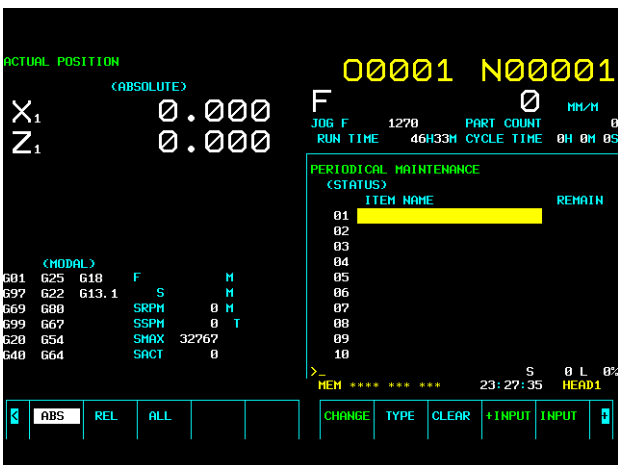 ACTUAL POSITION
(ABSOLUTE)
X1 0.000
Z1 0.000
(MODAL)
G01 G25 G18 F M
G97 G22 G13.1 S M
G69 G80 SRPM 0 M
G99 G67 SSPM 0 T
G20 G54 SMAX 32767
G40 G64 SACT 0
O0001 N00001
F 0 MM/M
JOG F 1270 PART COUNT 0
RUN TIME 46H33M CYCLE TIME 0H 0M 0S
PERIODICAL MAINTENANCE
(STATUS)
ITEM NAME REMAIN
01
02
03
04
05
06
07
08
09
10
>_ S 0 L 0%
MEM **** *** *** 23:27:35 HEAD1
< ABS REL ALL CHANGE TYPE CLEAR +INPUT INPUT +